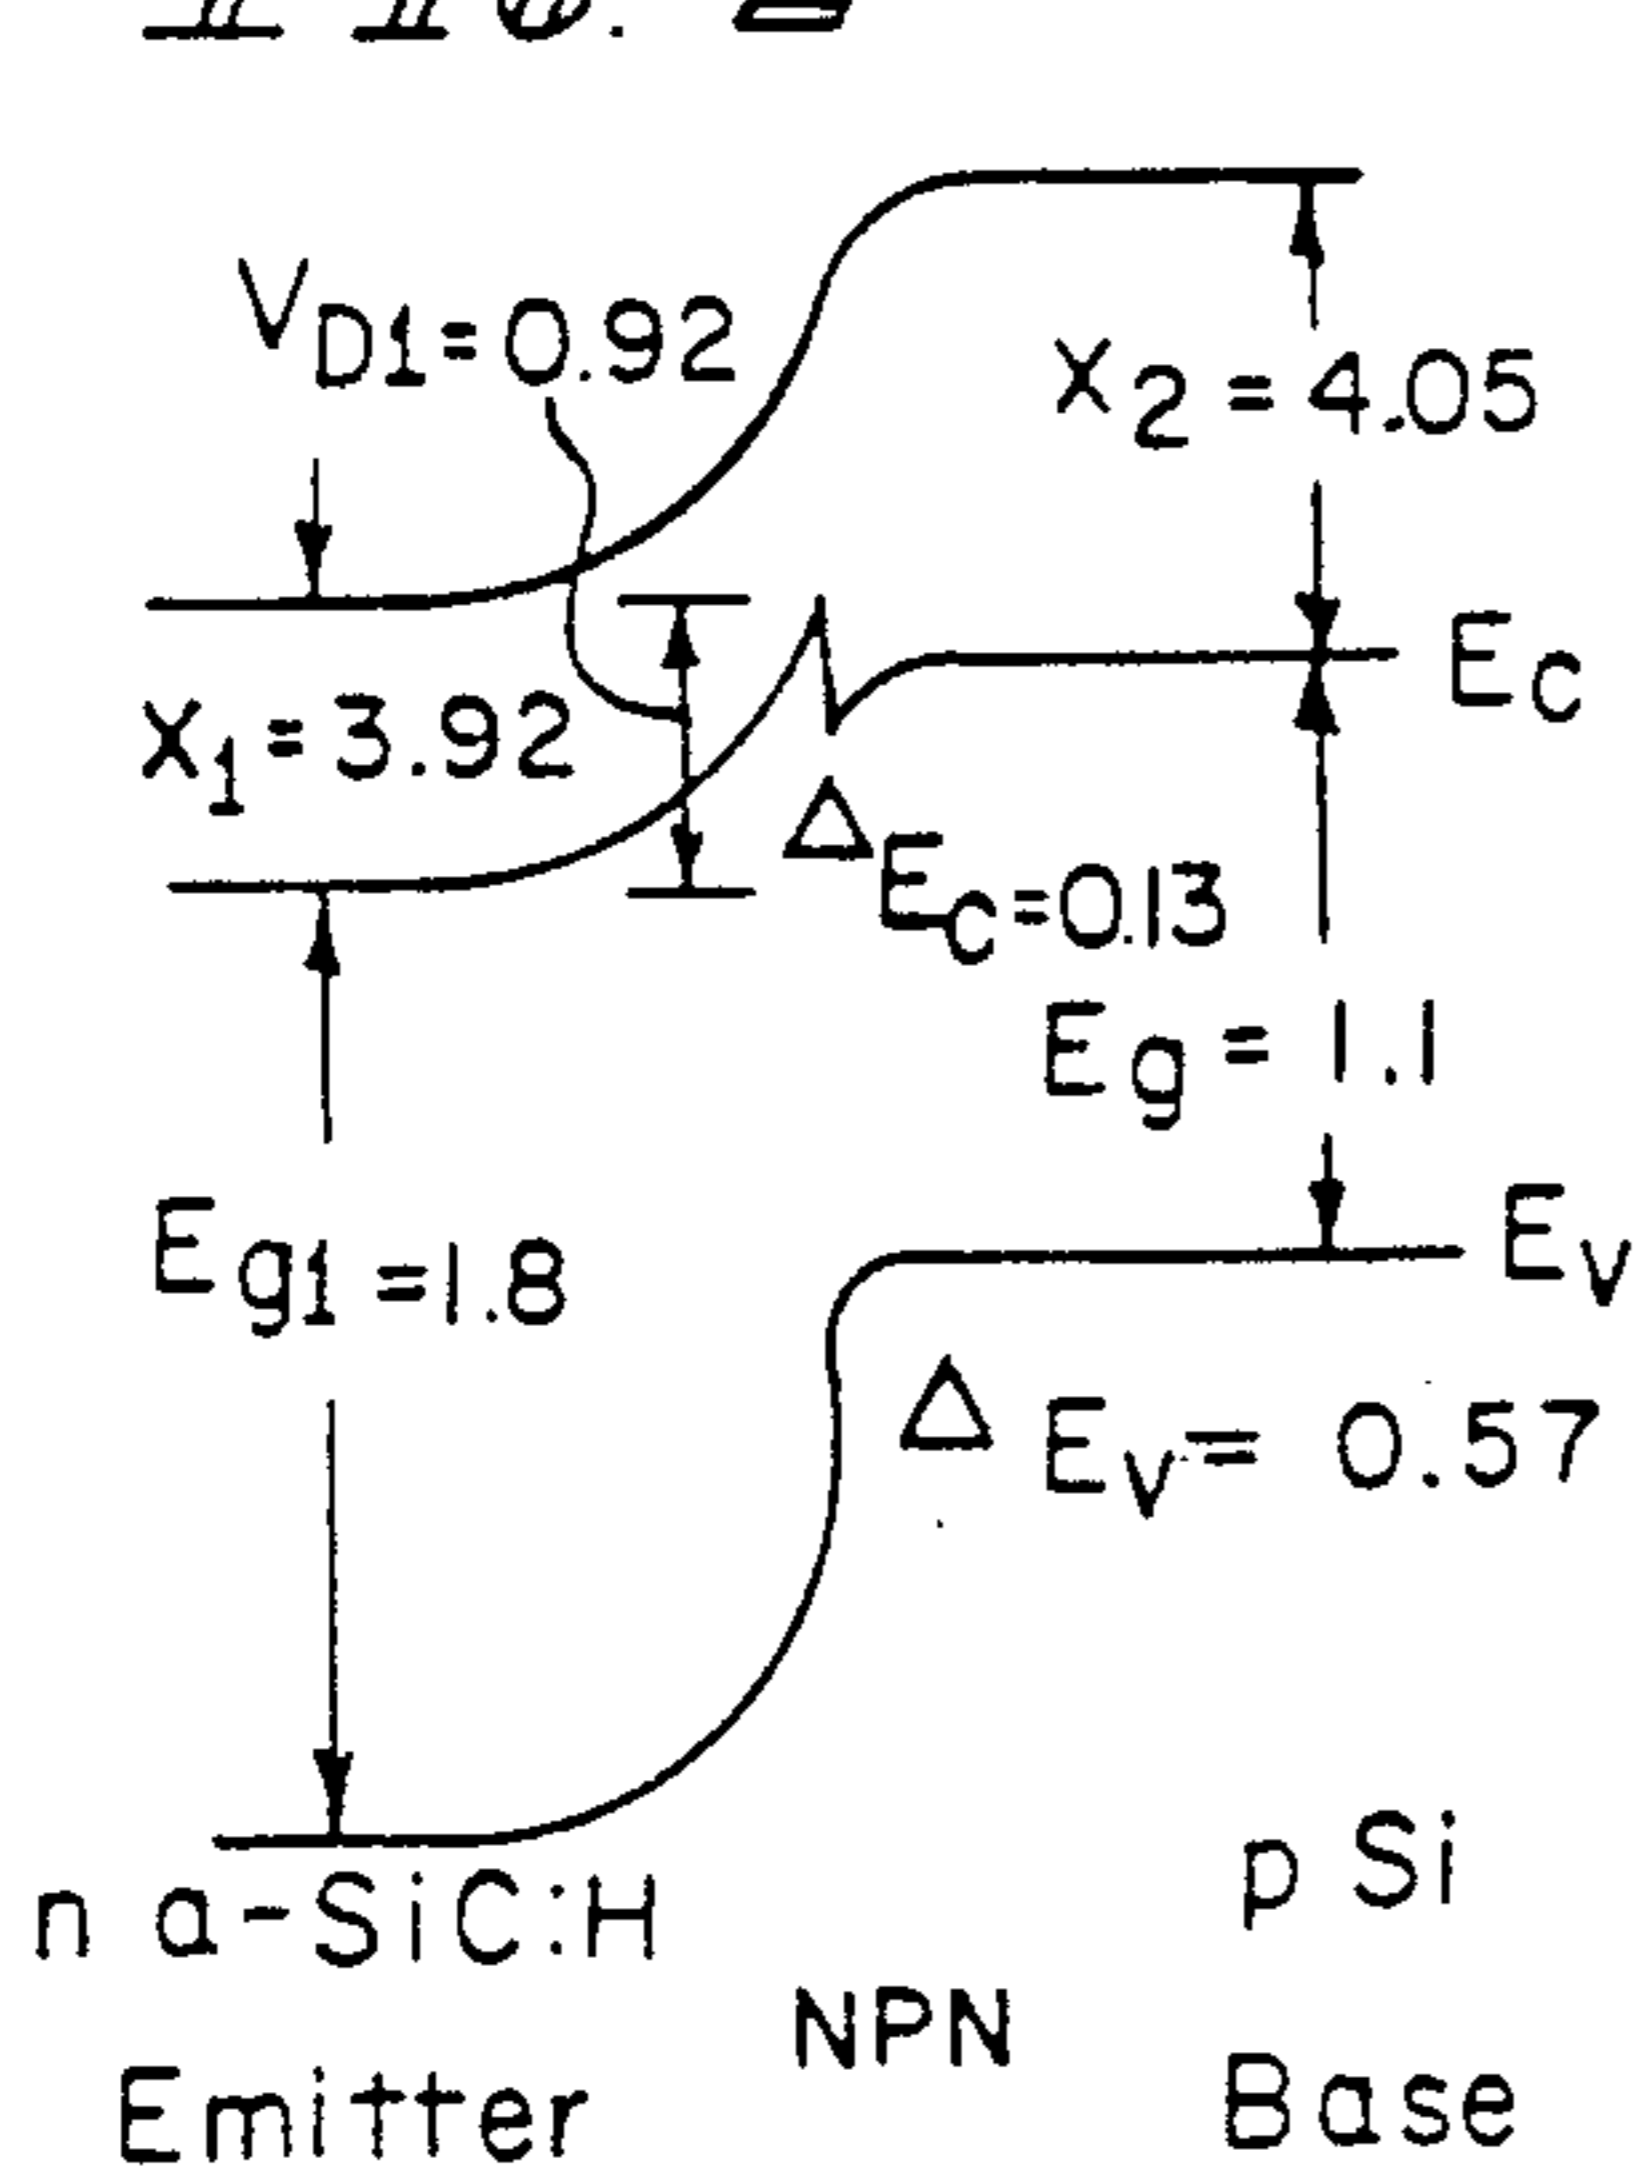 V_D1=0.92
X_2=4.05
E_C
X_1=3.92
ΔE_C=0.13
E_g=1.1
E_g1=1.8
E_V
ΔE_V=0.57
p Si
n a-SiC:H
NPN
Emitter
Base